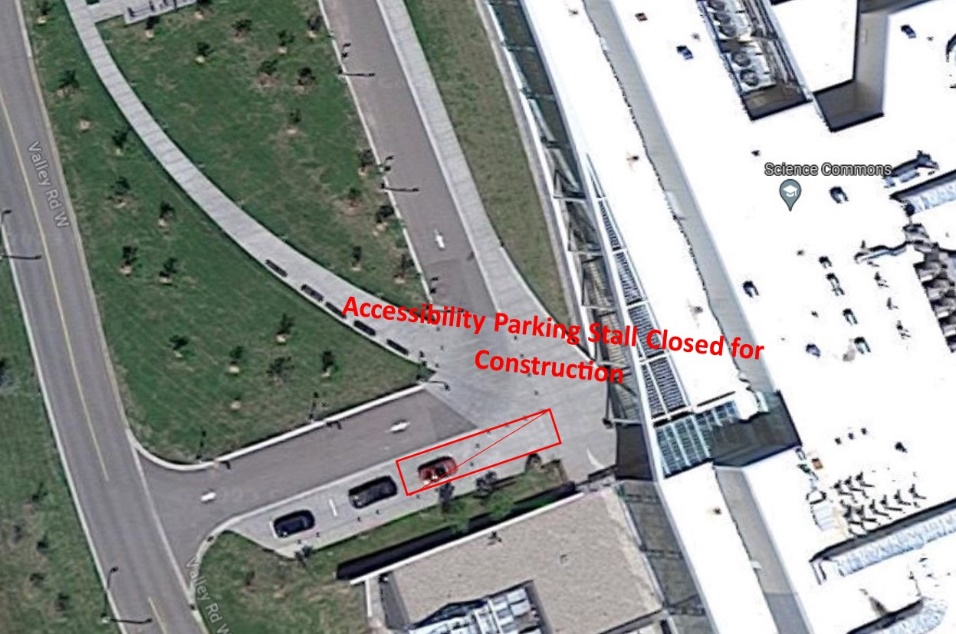 Valley Rd W
Science Commons
Accessibility Parking Stall Closed for
Construction
Valley Rd W